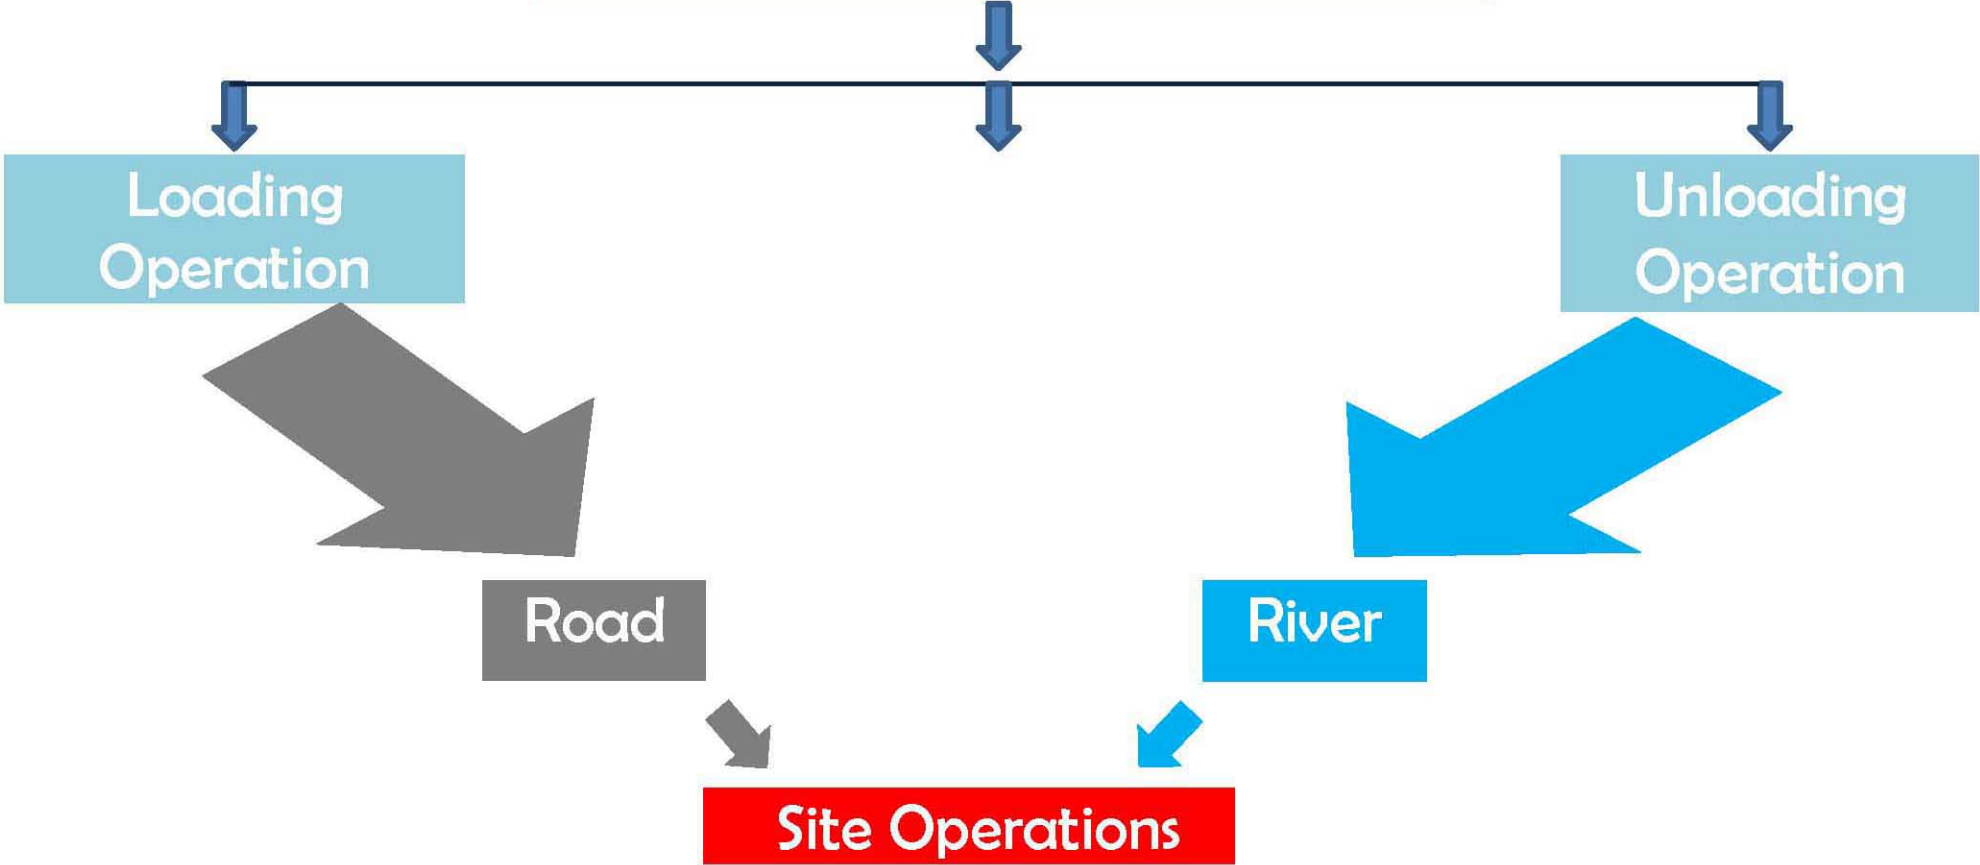 Loading
Operation
Unloading
Operation
Road
River
Site Operations